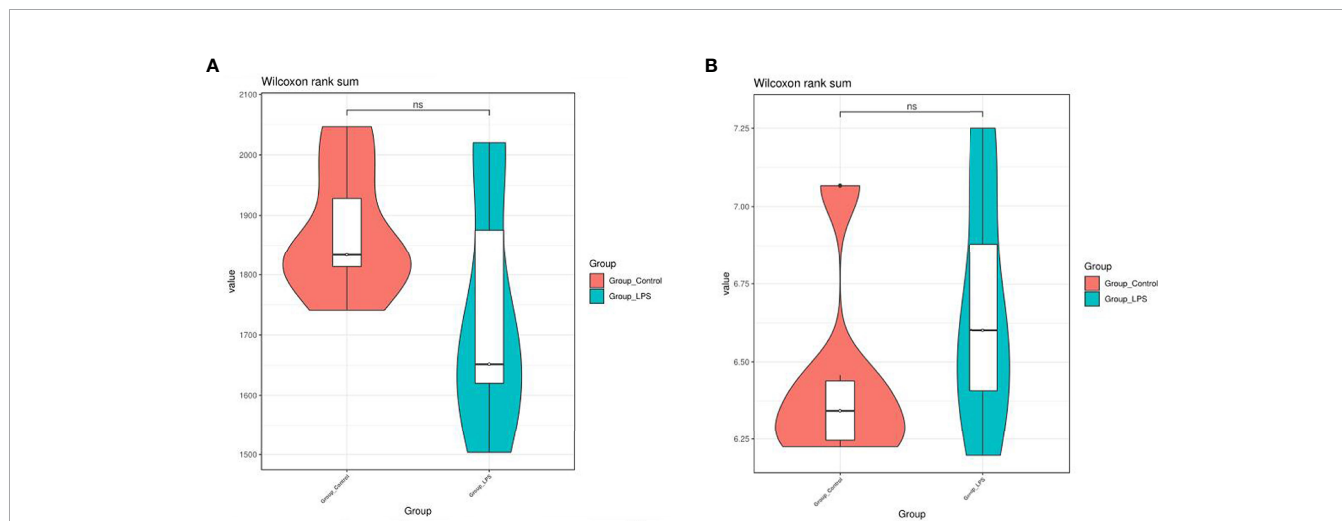 A
Wilcoxon rank sum
2100
2000
1900
1800
1700
1600
1500
value
ns
Group_Control
Group_LPS
Group
Group
Group_Control
Group_LPS
B
Wilcoxon rank sum
7.25
7.00
6.75
6.50
6.25
value
ns
Group_Control
Group_LPS
Group
Group
Group_Control
Group_LPS